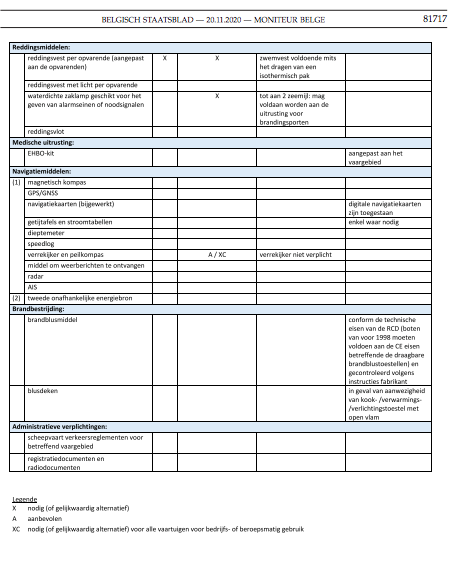 BELGISCH STAATSBLAD — 20.11.2020 — MONITEUR BELGE 81717
Reddingsmiddelen:
reddingsvest per opvarende (aangepast X X zwemvest voldoende mits
aan de opvarenden) het dragen van een
isothermisch pak
reddingsvest met licht per opvarende
waterdichte zaklamp geschikt voor het X tot aan 2 zeemijl: mag
geven van alarmseinen of noodsignalen voldaan worden aan de
uitrusting voor
brandingsporten
reddingsvlot
Medische uitrusting:
EHBO-kit aangepast aan het
vaargebied
Navigatiemiddelen:
(1) magnetisch kompas
GPS/GNSS
navigatiekaarten (bijgewerkt) digitale navigatiekaarten
zijn toegestaan
getijtafels en stroomtabellen enkel waar nodig
dieptemeter
speedlog
verrekijker en peilkompas A / XC verrekijker niet verplicht
middel om weerberichten te ontvangen
radar
AIS
(2) tweede onafhankelijke energiebron
Brandbestrijding:
brandblusmiddel conform de technische
eisen van de RCD (boten
van voor 1998 moeten
voldoen aan de CE eisen
betreffende de draagbare
brandblustoestellen) en
gecontroleerd volgens
instructies fabrikant
blusdeken in geval van aanwezigheid
van kook- /verwarmings-
/verlichtingstoestel met
open vlam
Administratieve verplichtingen:
scheepvaart verkeersreglementen voor
betreffend vaargebied
registratiedocumenten en
radiodocumenten
Legende
X nodig (of gelijkwaardig alternatief)
A aanbevolen
XC nodig (of gelijkwaardig alternatief) voor alle vaartuigen voor bedrijfs- of beroepsmatig gebruik